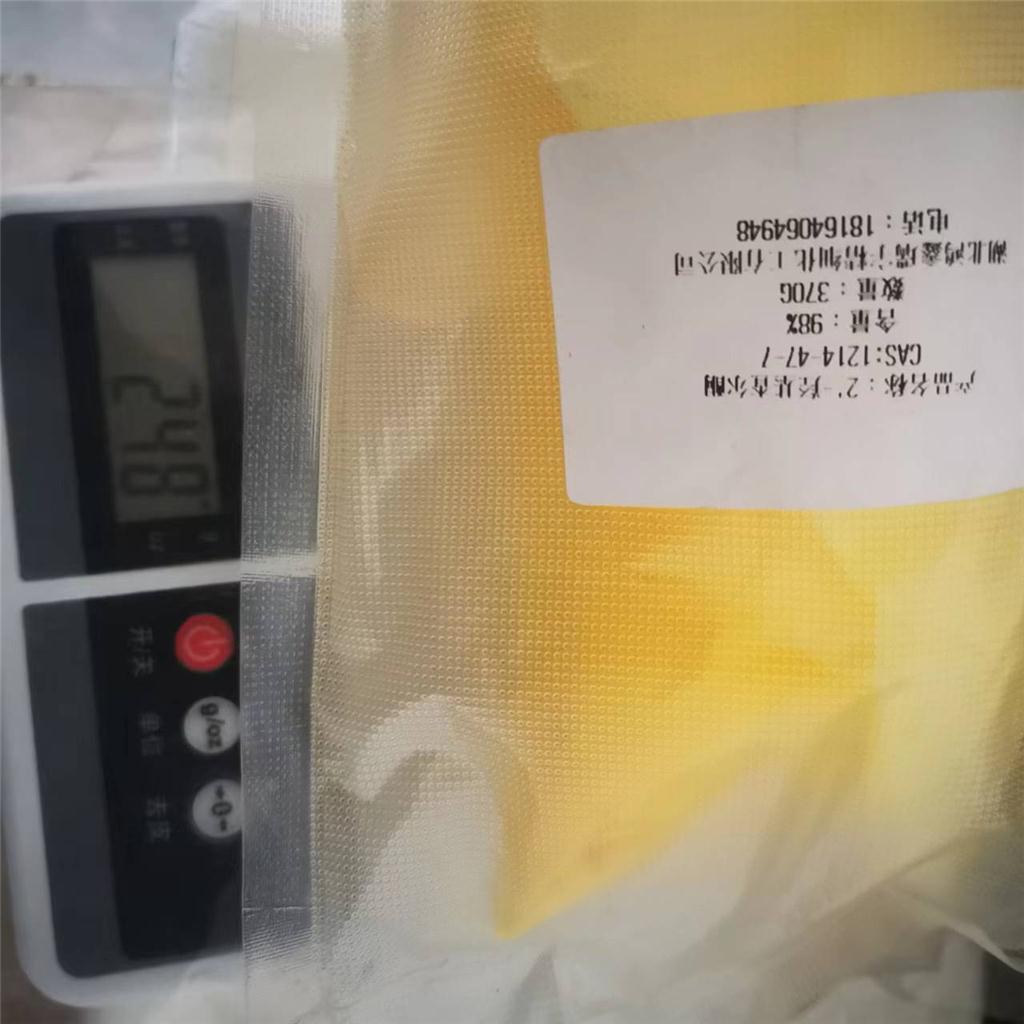 产品名称：2'-羟基查尔酮
CAS:1214-47-7
含量：98%
数量：370G
湖北鸿鑫瑞宇精细化工有限公司
电话：18164064948
248
开/关
g/oz
单位
→0←
去皮